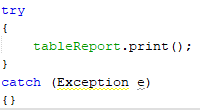 try
{
    tableReport.print();
}
catch (Exception e)
{}